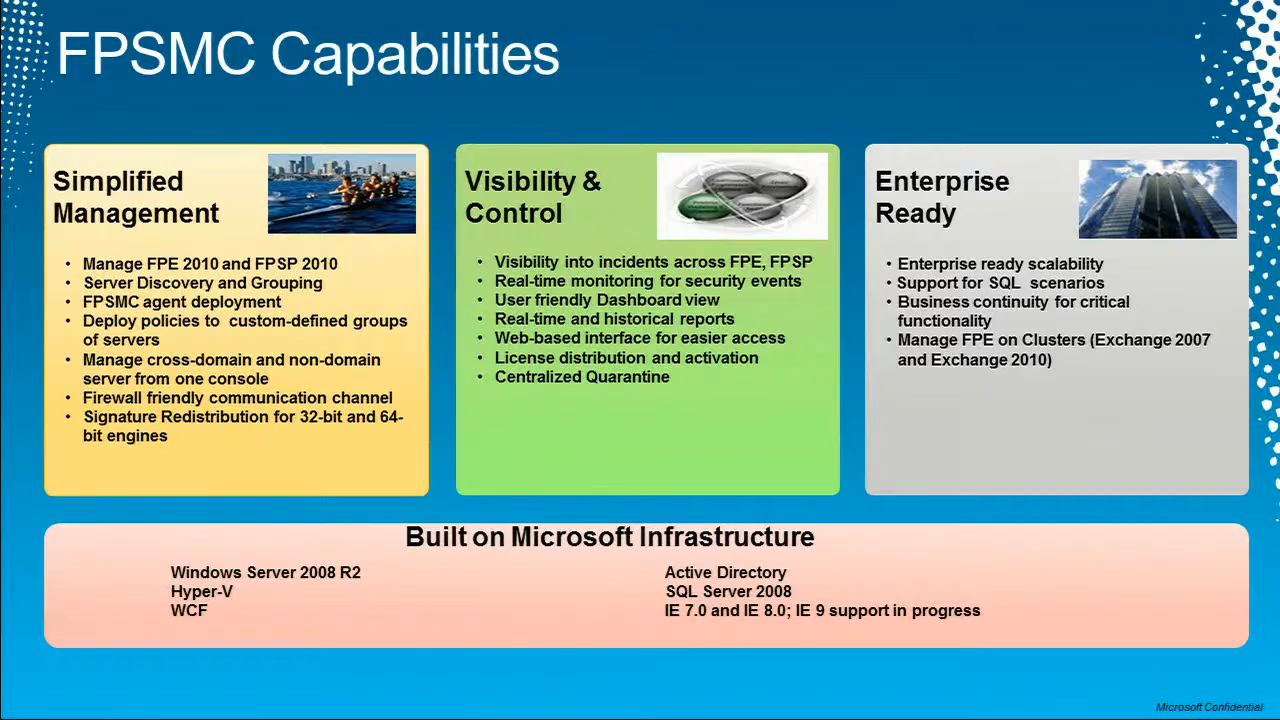 FPSMC Capabilities
Simplified
Management
• Manage FPE 2010 and FPSP 2010
• Server Discovery and Grouping
• FPSMC agent deployment
• Deploy policies to custom-defined groups
of servers
• Manage cross-domain and non-domain
server from one console
• Firewall friendly communication channel
• Signature Redistribution for 32-bit and 64-
bit engines
Visibility &
Control
• Visibility into incidents across FPE, FPSP
• Real-time monitoring for security events
• User friendly Dashboard view
• Real-time and historical reports
• Web-based interface for easier access
• License distribution and activation
• Centralized Quarantine
Enterprise
Ready
• Enterprise ready scalability
• Support for SQL scenarios
• Business continuity for critical
functionality
• Manage FPE on Clusters (Exchange 2007
and Exchange 2010)
Built on Microsoft Infrastructure
Windows Server 2008 R2
Hyper-V
WCF
Active Directory
SQL Server 2008
IE 7.0 and IE 8.0; IE 9 support in progress
Microsoft Confidential